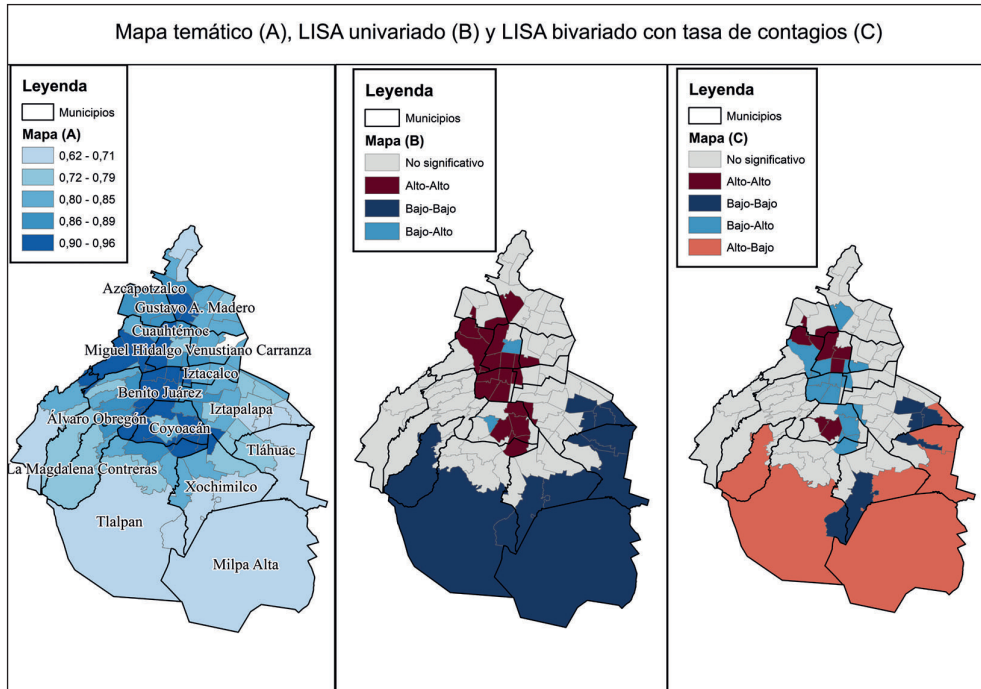 Mapa temático (A), LISA univariado (B) y LISA bivariado con tasa de contagios (C)
Leyenda
Municipios
Mapa (A)
0,62 - 0,71
0,72 - 0,79
0,80 - 0,85
0,86 - 0,89
0,90 - 0,96
Azcapotzalco
Gustavo A. Madero
Cuauhtémoc
Miguel Hidalgo Venustiano Carranza
Iztacalco
Benito Juárez
Iztapalapa
Álvaro Obregón
Coyoacán
Tláhuac
La Magdalena Contreras
Xochimilco
Tlalpan
Milpa Alta
Leyenda
Municipios
Mapa (B)
No significativo
Alto-Alto
Bajo-Bajo
Bajo-Alto
Leyenda
Municipios
Mapa (C)
No significativo
Alto-Alto
Bajo-Bajo
Bajo-Alto
Alto-Bajo